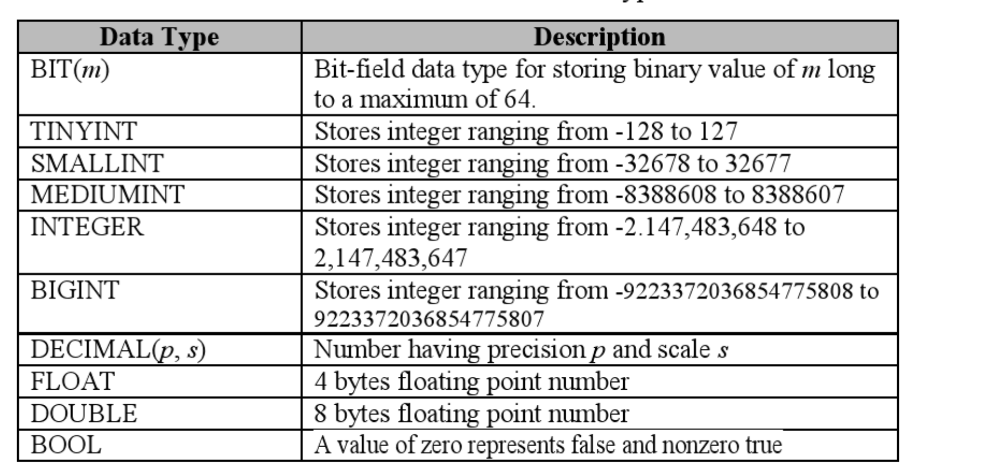 Data Type Description
BIT(m) Bit-field data type for storing binary value of m long
to a maximum of 64.
TINYINT Stores integer ranging from -128 to 127
SMALLINT Stores integer ranging from -32678 to 32677
MEDIUMINT Stores integer ranging from -8388608 to 8388607
INTEGER Stores integer ranging from -2.147,483,648 to
2,147,483,647
BIGINT Stores integer ranging from -9223372036854775808 to
9223372036854775807
DECIMAL(p, s) Number having precision p and scale s
FLOAT 4 bytes floating point number
DOUBLE 8 bytes floating point number
BOOL A value of zero represents false and nonzero true